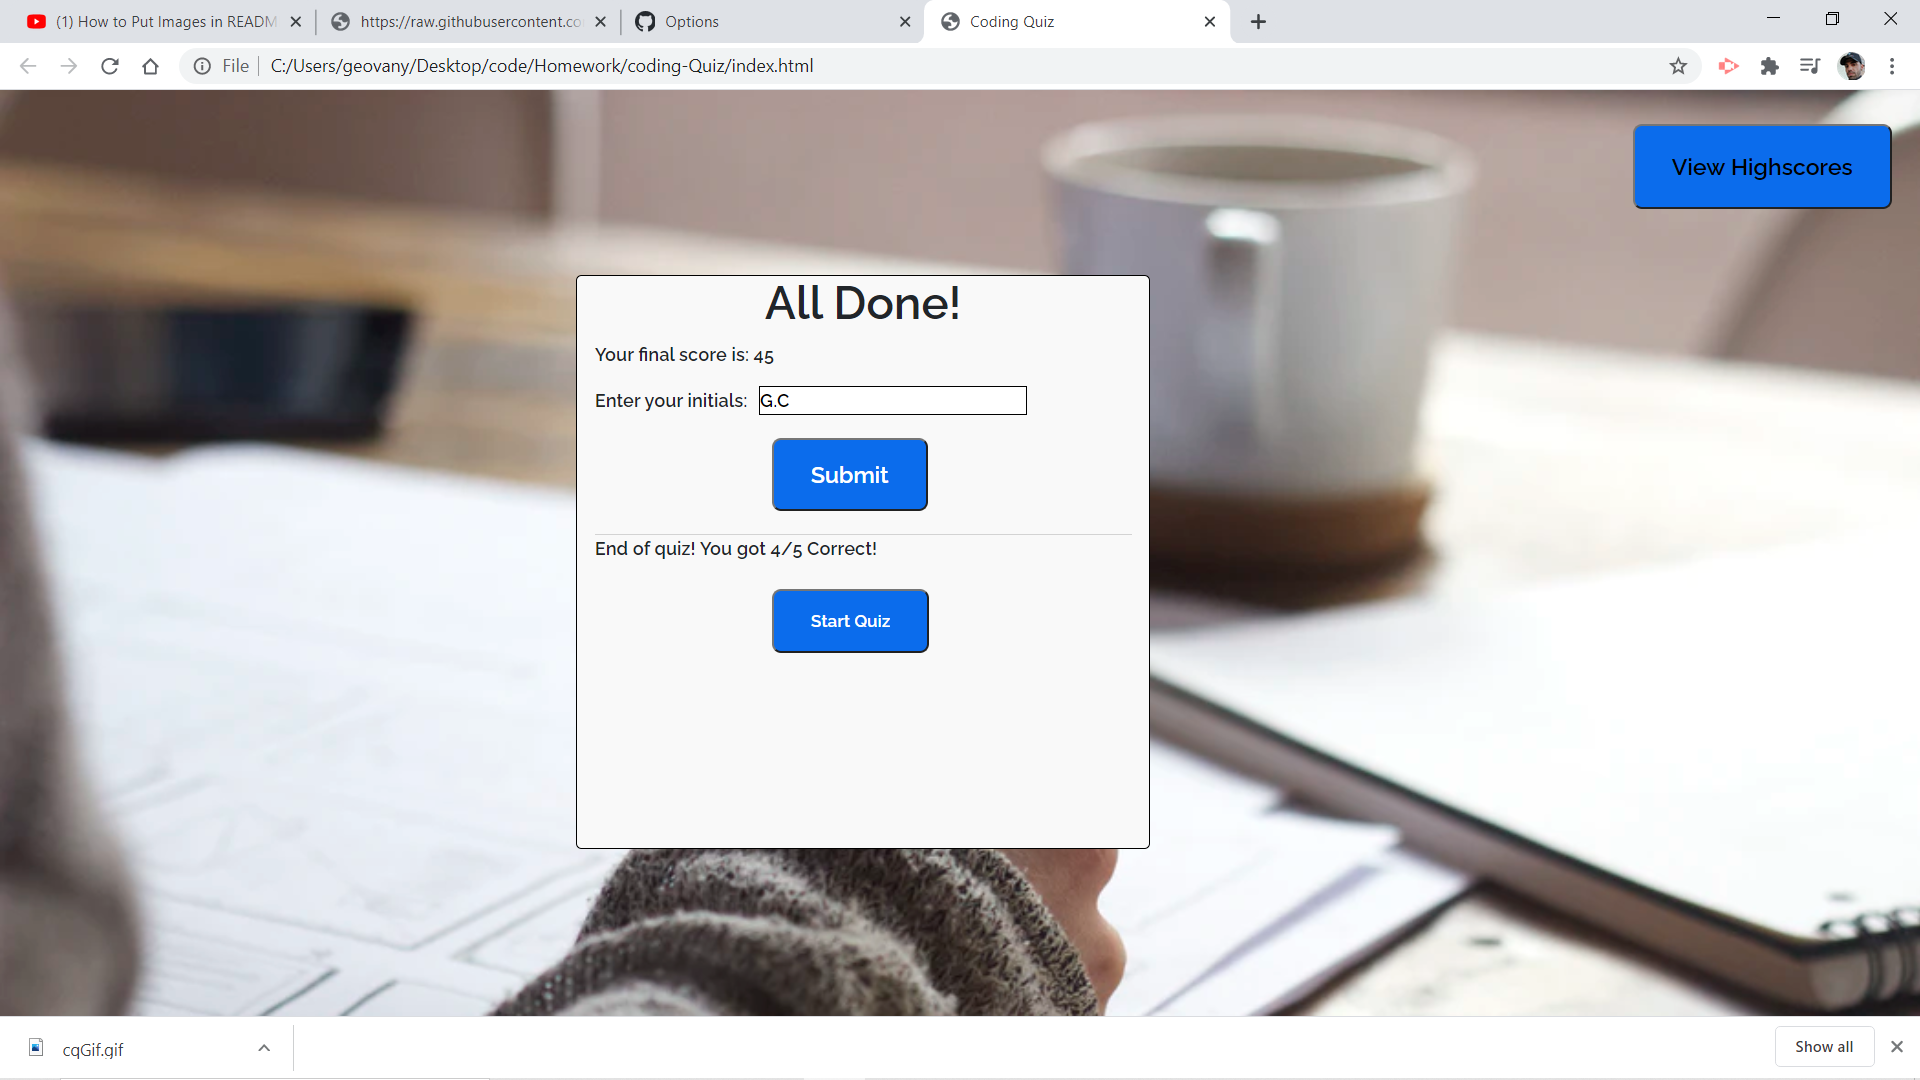 (1) How to Put Images in READM
https://raw.githubusercontent.co
Options
Coding Quiz
File
C:/Users/geovany/Desktop/code/Homework/coding-Quiz/index.html
View Highscores
All Done!
Your final score is: 45
Enter your initials: G.C
Submit
End of quiz! You got 4/5 Correct!
Start Quiz
cqGif.gif
Show all